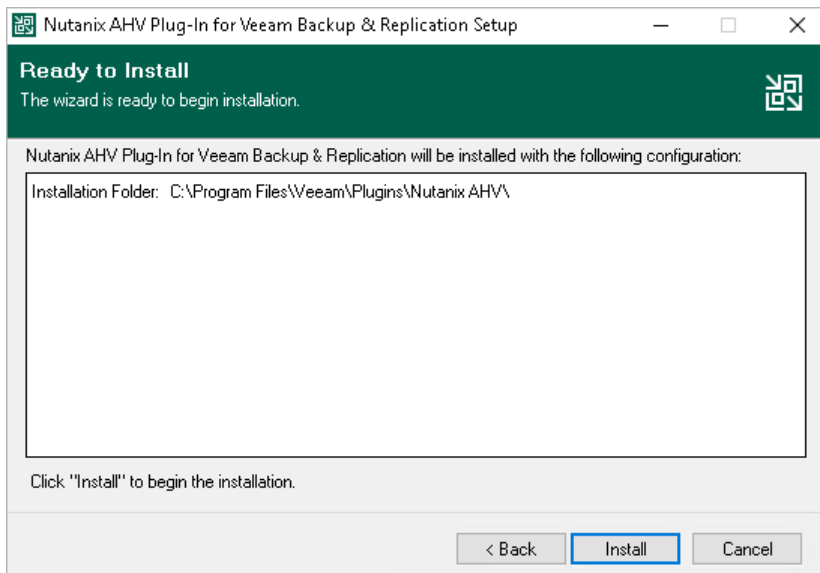 Nutanix AHV Plug-In for Veeam Backup & Replication Setup
Ready to Install
The wizard is ready to begin installation.
Nutanix AHV Plug-In for Veeam Backup & Replication will be installed with the following configuration:
Installation Folder:  C:\Program Files\Veeam\Plugins\Nutanix AHV\
Click "Install" to begin the installation.
< Back
Install
Cancel